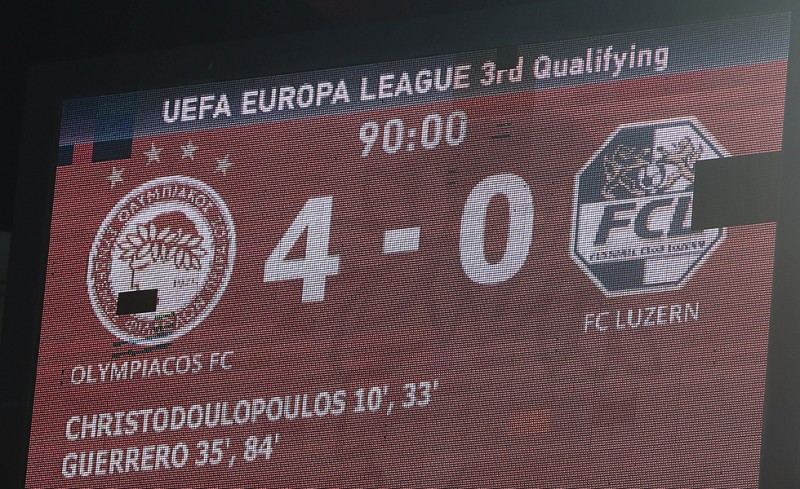 UEFA EUROPA LEAGUE 3rd Qualifying
90:00
4 - 0
FC
OLYMPIACOS FC
FC LUZERN
CHRISTODOULOPOULOS 10', 33'
GUERRERO 35', 84'